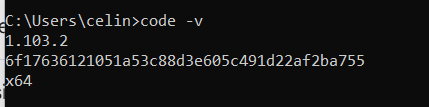 C:\Users\celin>code -v
1.103.2
6f17636121051a53c88d3e605c491d22af2ba755
x64